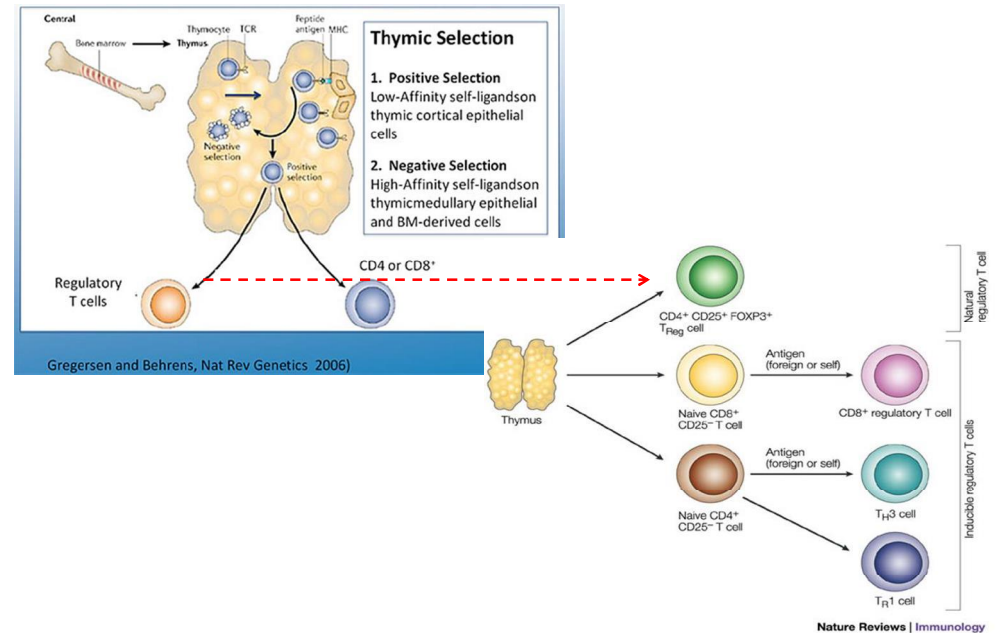 Central
Bone marrow
Thymus
Thymocyte TCR
Peptide
antigen MHC
Negative
selection
Positive
selection
Thymic Selection
1. Positive Selection
Low-Affinity self-ligandson
thymic cortical epithelial
cells
2. Negative Selection
High-Affinity self-ligandson
thymicmedullary epithelial
and BM-derived cells
Regulatory
T cells
CD4 or CD8⁺
Gregersen and Behrens, Nat Rev Genetics 2006)
Thymus
CD4⁺ CD25⁺ FOXP3⁺
T_Reg cell
Natural
regulatory T cell
Naive CD8⁺
CD25⁻ T cell
Antigen
(foreign or self)
CD8⁺ regulatory T cell
Naive CD4⁺
CD25⁻ T cell
Antigen
(foreign or self)
T_H3 cell
T_R1 cell
Inducible regulatory T cells
Nature Reviews | Immunology